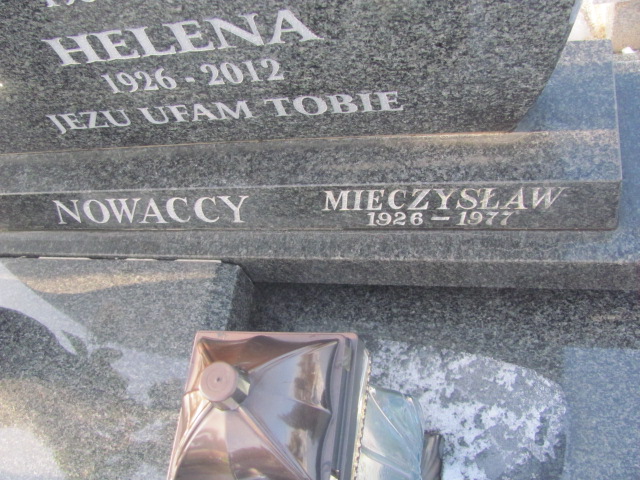 HELENA
1926 - 2012
JEZU UFAM TOBIE
NOWACCY
MIECZYSŁAW
1926 - 1977